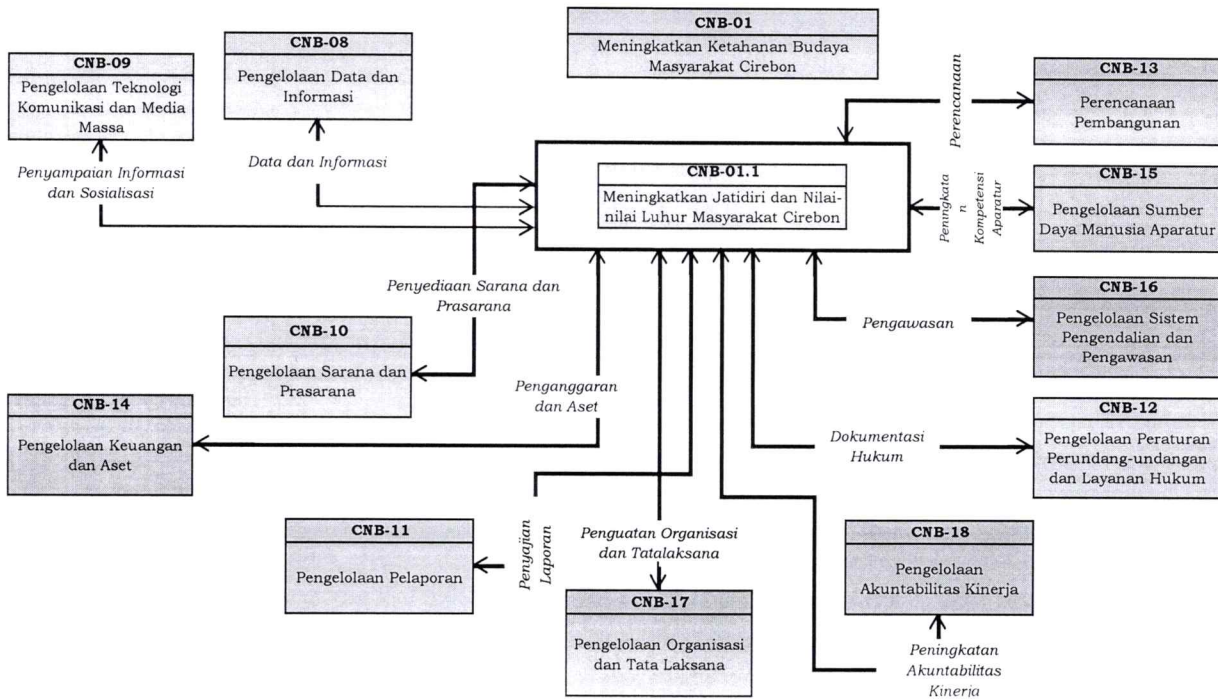 CNB-01
Meningkatkan Ketahanan Budaya
Masyarakat Cirebon
CNB-08
Pengelolaan Data dan
Informasi
CNB-09
Pengelolaan Teknologi
Komunikasi dan Media
Massa
CNB-13
Perencanaan
Pembangunan
Perencanaan
Data dan Informasi
Penyampaian Informasi
dan Sosialisasi
CNB-01.1
Meningkatkan Jatidiri dan Nilai-
nilai Luhur Masyarakat Cirebon
Peningkata
n
Kompetensi
Aparatur
CNB-15
Pengelolaan Sumber
Daya Manusia Aparatur
Penyediaan Sarana dan
Prasarana
CNB-16
Pengelolaan Sistem
Pengendalian dan
Pengawasan
Pengawasan
CNB-10
Pengelolaan Sarana dan
Prasarana
Penganggaran
dan Aset
CNB-14
Pengelolaan Keuangan
dan Aset
Dokumentasi
Hukum
CNB-12
Pengelolaan Peraturan
Perundang-undangan
dan Layanan Hukum
CNB-11
Pengelolaan Pelaporan
Penyajian
Laporan
Penguatan Organisasi
dan Tatalaksana
CNB-18
Pengelolaan
Akuntabilitas Kinerja
CNB-17
Pengelolaan Organisasi
dan Tata Laksana
Peningkatan
Akuntabilitas
Kinerja